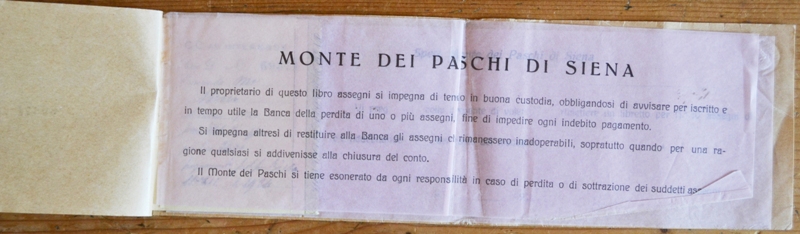 MONTE DEI PASCHI DI SIENA
Il proprietario di questo libro assegni si impegna di tenlo in buona custodia, obbligandosi di avvisare per iscritto e
in tempo utile la Banca della perdita di uno o più assegni, fine di impedire ogni indebito pagamento.
Si impegna altresì di restituire alla Banca gli assegni c rimanessero inadoperabili, sopratutto quando per una ra-
gione qualsiasi si addivenisse alla chiusura del conto.
Il Monte dei Paschi si tiene esonerato da ogni responsilità in caso di perdita o di sottrazione dei suddetti